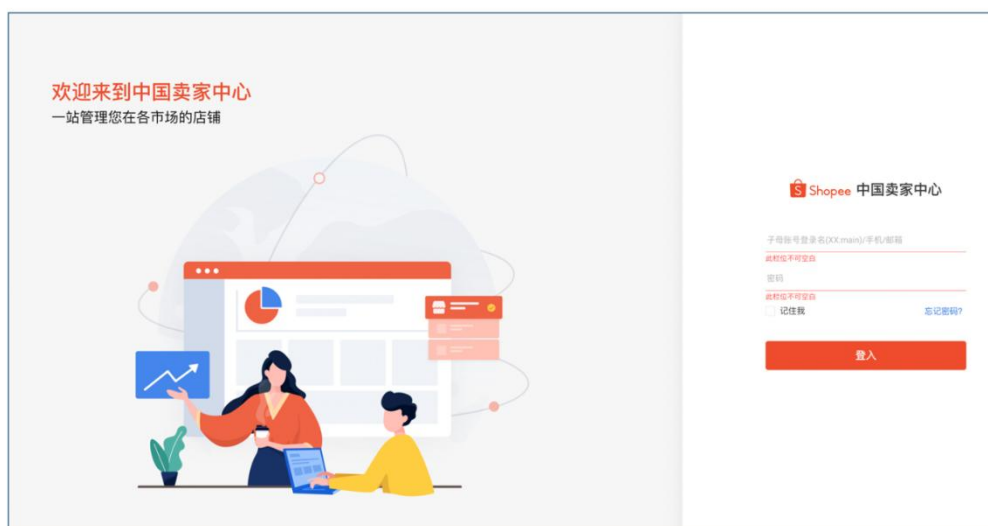 欢迎来到中国卖家中心
一站管理您在各市场的店铺
Shopee 中国卖家中心
子母账号登录名(XX:main)/手机/邮箱
此栏位不可空白
密码
此栏位不可空白
记住我
忘记密码?
登入